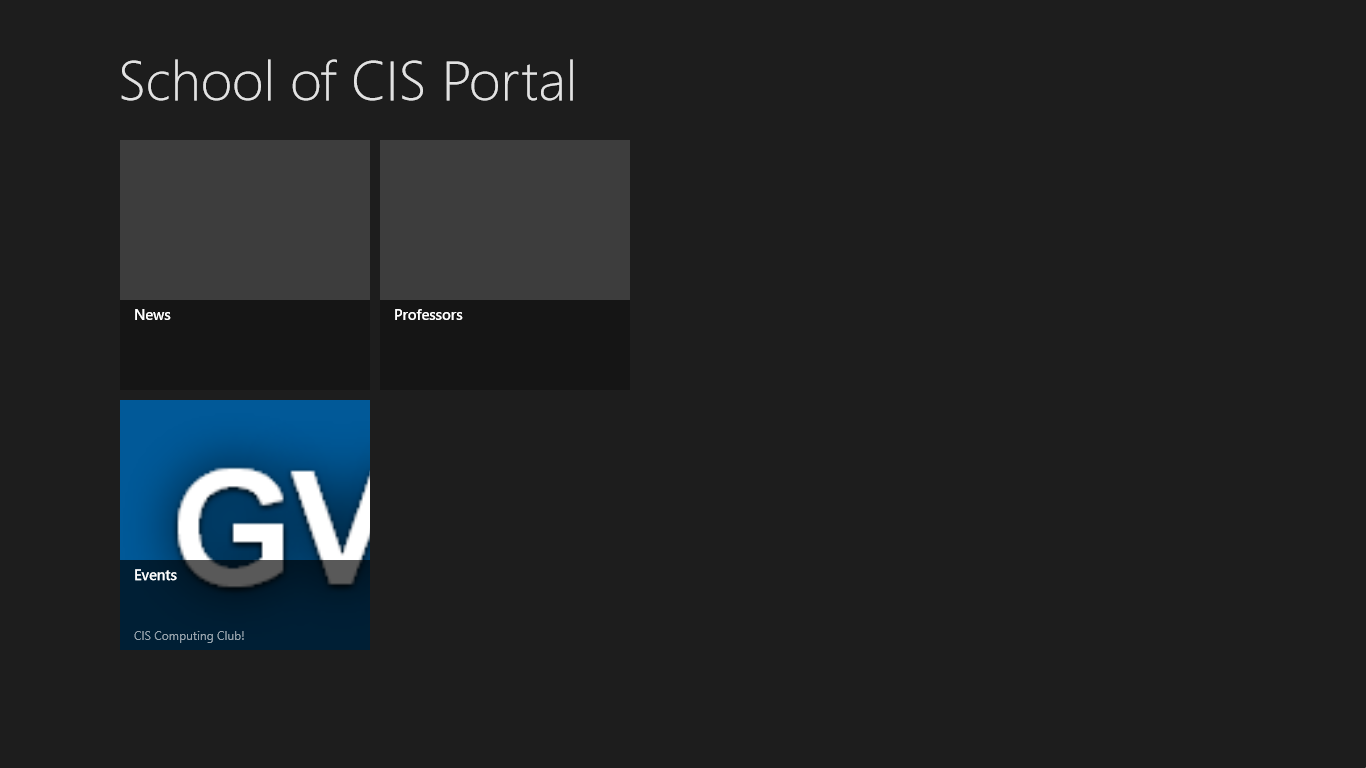 School of CIS Portal
News
Professors
GV
Events
CIS Computing Club!